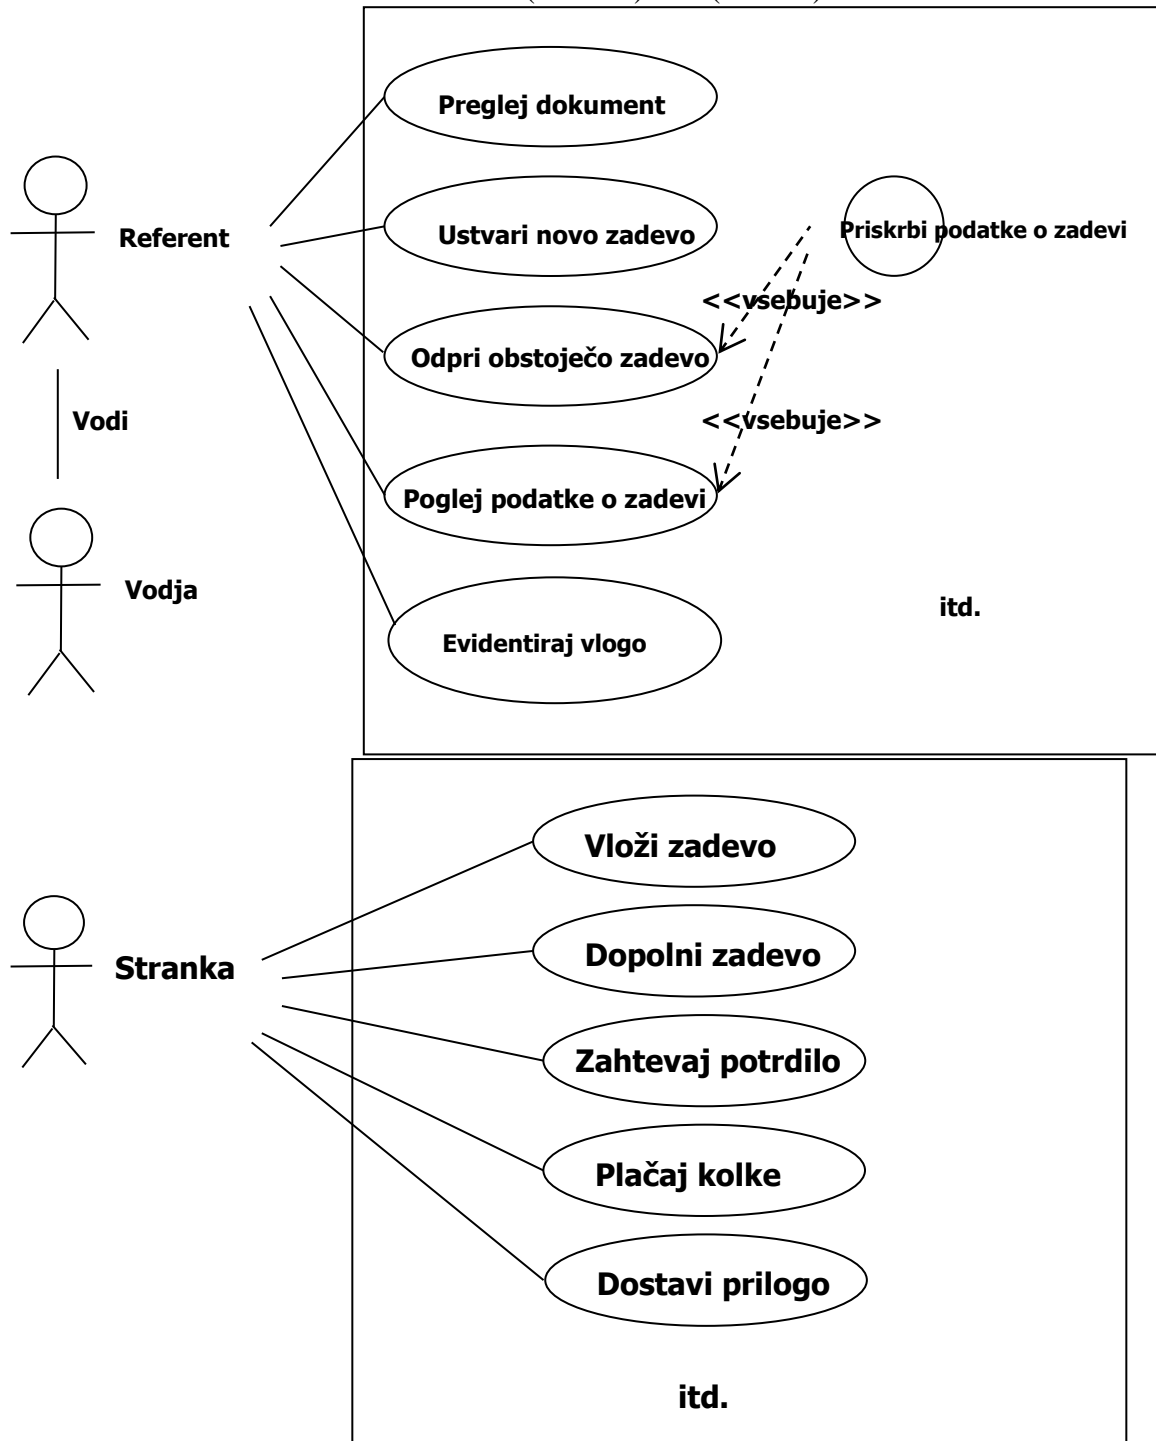 Preglej dokument
Referent
Ustvari novo zadevo
Priskrbi podatke o zadevi
<<vsebuje>>
Odpri obstoječo zadevo
Vodi
<<vsebuje>>
Poglej podatke o zadevi
Vodja
itd.
Evidentiraj vlogo
Vloži zadevo
Stranka
Dopolni zadevo
Zahtevaj potrdilo
Plačaj kolke
Dostavi prilogo
itd.